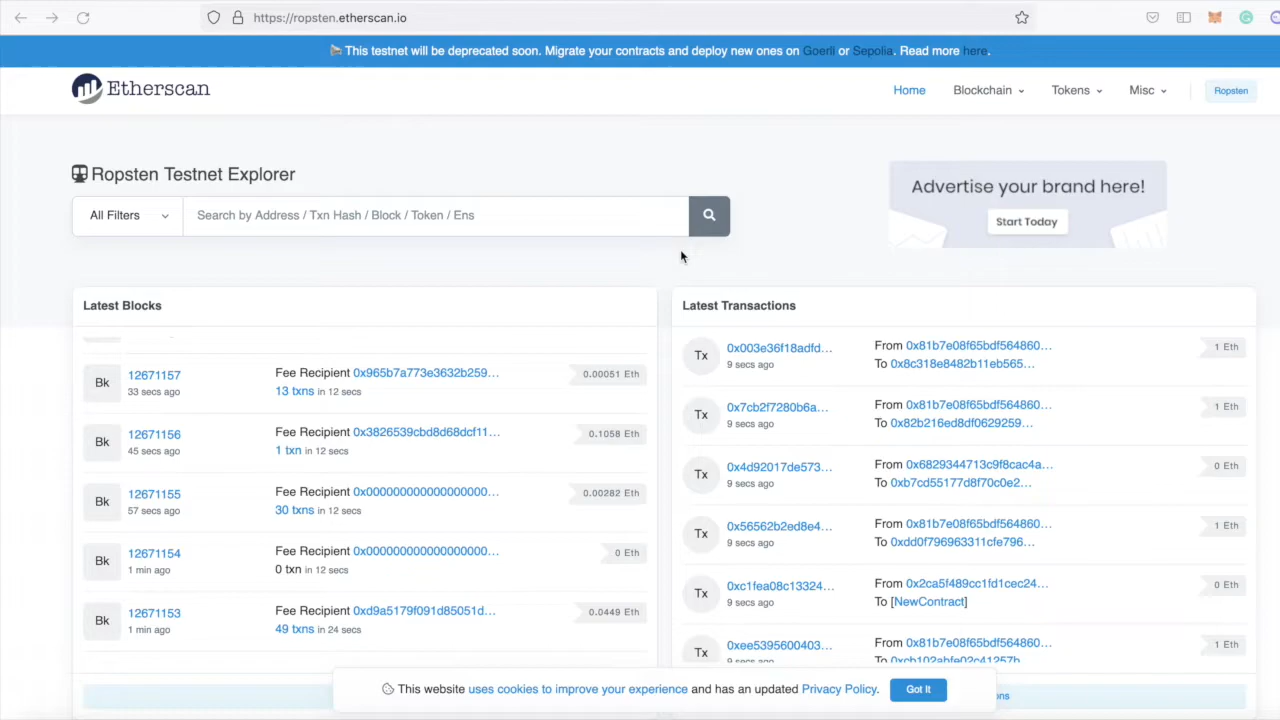 https://ropsten.etherscan.io
This testnet will be deprecated soon. Migrate your contracts and deploy new ones on Goerli or Sepolia. Read more here.
Etherscan
Home
Blockchain
Tokens
Misc
Ropsten
Ropsten Testnet Explorer
All Filters
Search by Address / Txn Hash / Block / Token / Ens
Advertise your brand here!
Start Today
Latest Blocks
Bk
12671157
33 secs ago
Fee Recipient 0x965b7a773e3632b259...
13 txns in 12 secs
0.00051 Eth
Bk
12671156
45 secs ago
Fee Recipient 0x3826539cbd8d68dcf11...
1 txn in 12 secs
0.1058 Eth
Bk
12671155
57 secs ago
Fee Recipient 0x000000000000000000...
30 txns in 12 secs
0.00282 Eth
Bk
12671154
1 min ago
Fee Recipient 0x000000000000000000...
0 txn in 12 secs
0 Eth
Bk
12671153
1 min ago
Fee Recipient 0xd9a5179f091d85051d...
49 txns in 24 secs
0.0449 Eth
Latest Transactions
Tx
0x003e36f18adfd...
9 secs ago
From 0x81b7e08f65bdf564860...
To 0x8c318e8482b11eb565...
1 Eth
Tx
0x7cb2f7280b6a...
9 secs ago
From 0x81b7e08f65bdf564860...
To 0x82b216ed8df0629259...
1 Eth
Tx
0x4d92017de573...
9 secs ago
From 0x6829344713c9f8cac4a...
To 0xb7cd55177d8f70c0e2...
0 Eth
Tx
0x56562b2ed8e4...
9 secs ago
From 0x81b7e08f65bdf564860...
To 0xdd0f796963311cfe796...
1 Eth
Tx
0xc1fea08c13324...
9 secs ago
From 0x2ca5f489cc1fd1cec24...
To [NewContract]
0 Eth
Tx
0xee5395600403...
9 secs ago
From 0x81b7e08f65bdf564860...
To 0xcb102abfe02c41257b...
1 Eth
This website uses cookies to improve your experience and has an updated Privacy Policy.
Got It